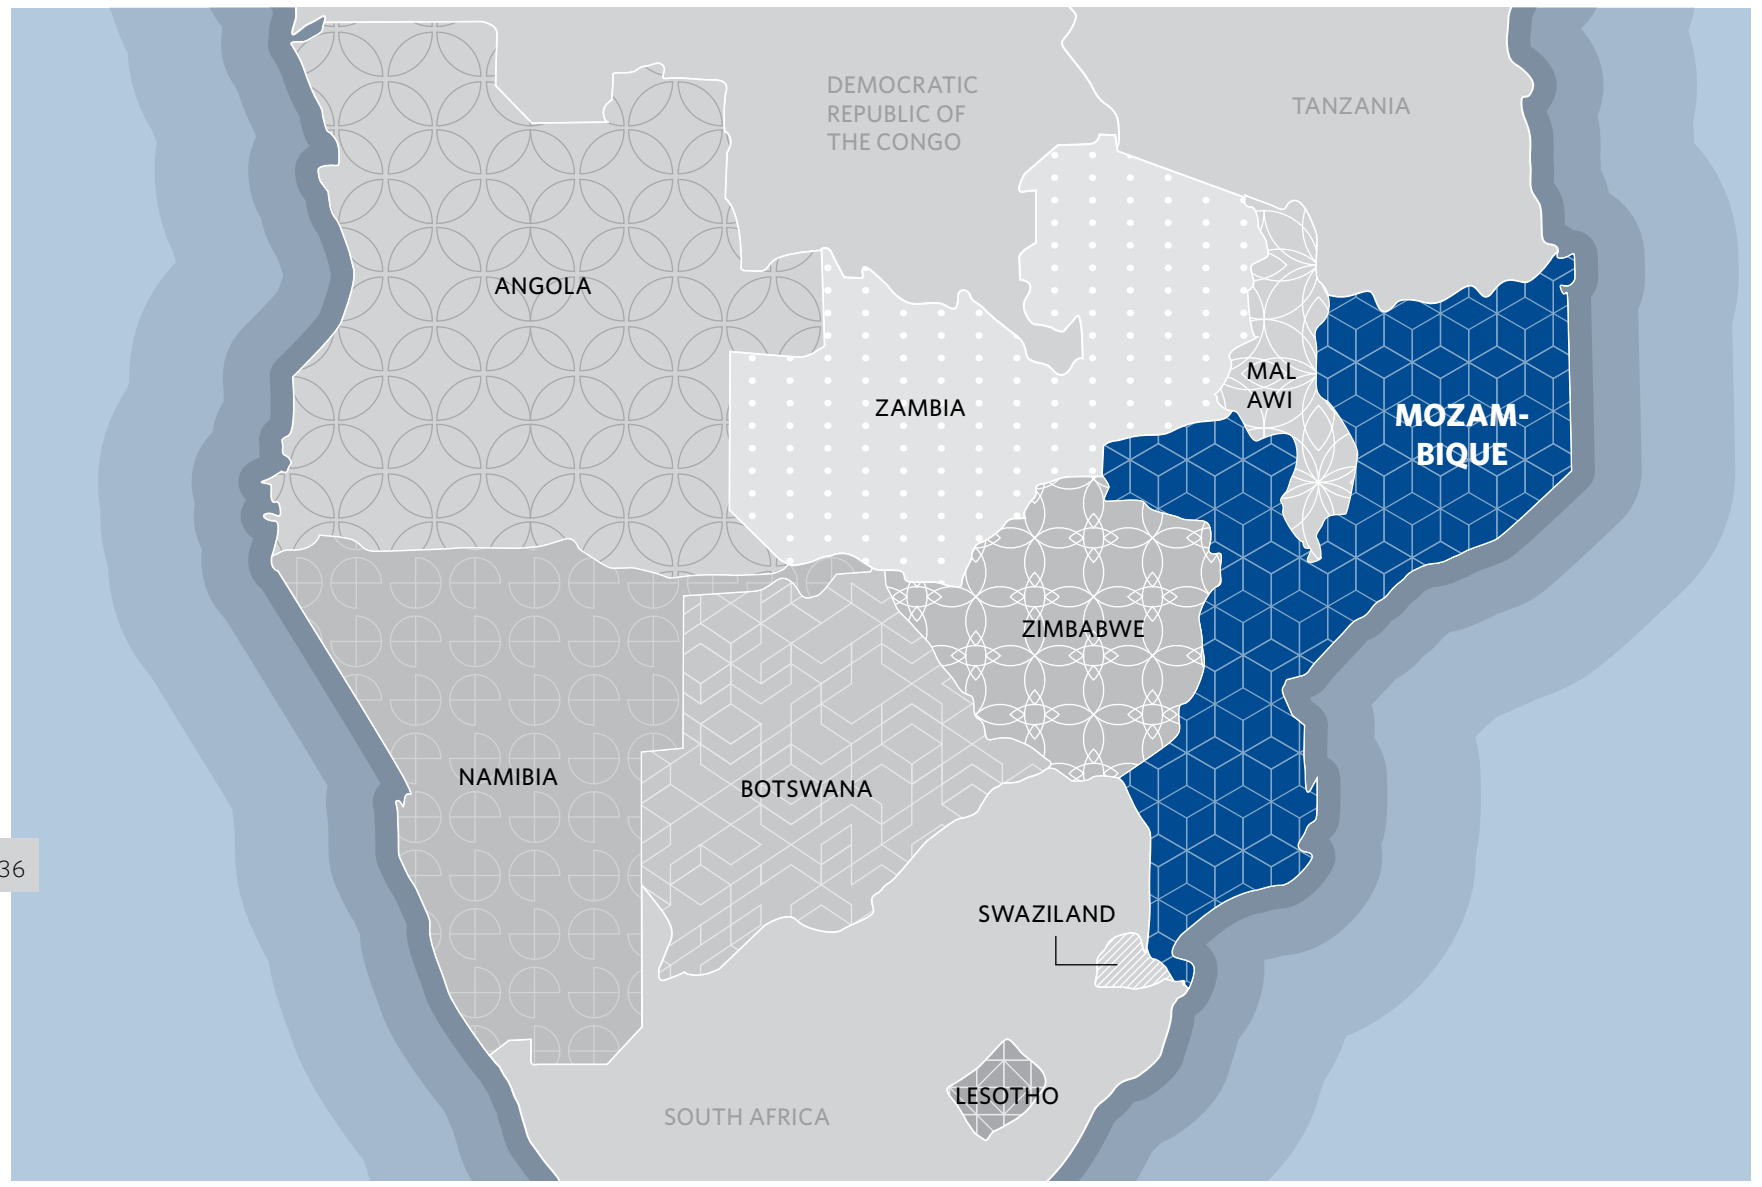 DEMOCRATIC
REPUBLIC OF
THE CONGO
TANZANIA
ANGOLA
MAL
AWI
ZAMBIA
MOZAM-
BIQUE
ZIMBABWE
NAMIBIA
BOTSWANA
36
SWAZILAND
LESOTHO
SOUTH AFRICA